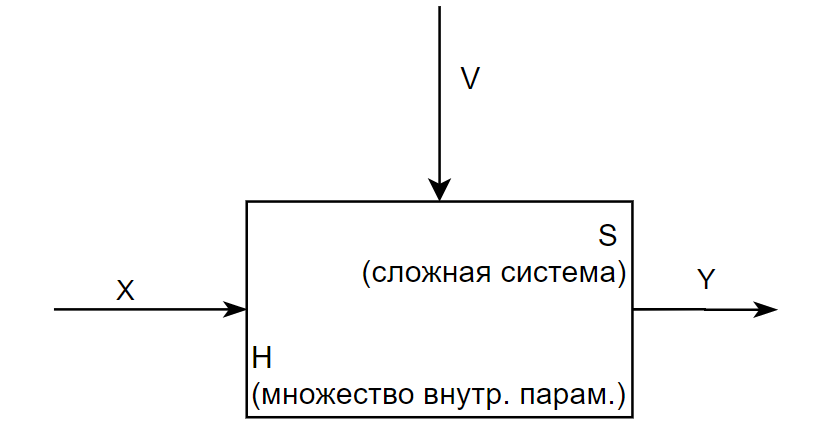 V
S
(сложная система)
X
Y
H
(множество внутр. парам.)